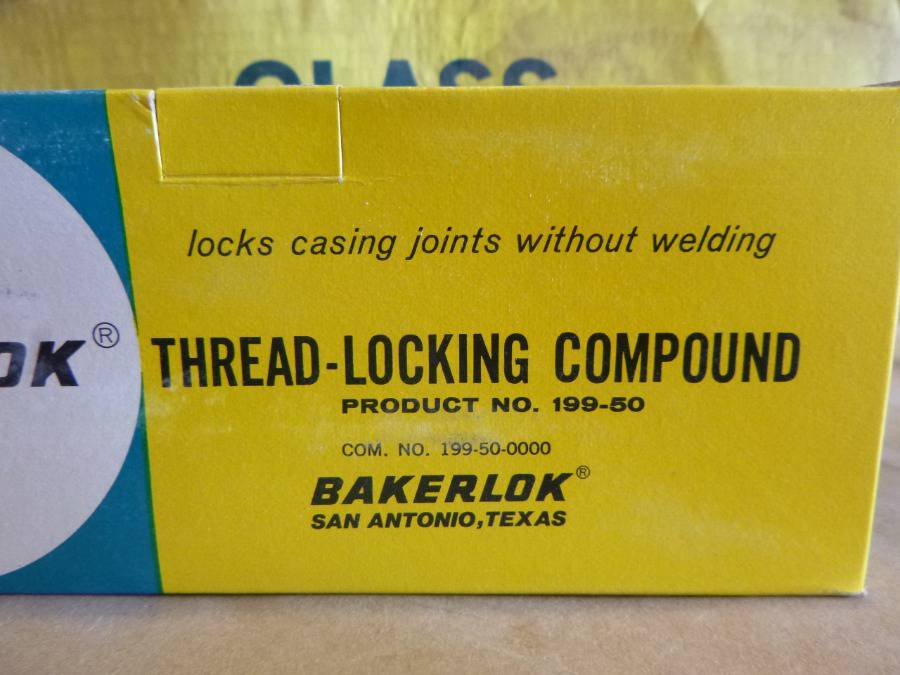 GLASS
locks casing joints without welding
OK®
THREAD-LOCKING COMPOUND
PRODUCT NO. 199-50
COM. NO. 199-50-0000
BAKERLOK®
SAN ANTONIO, TEXAS